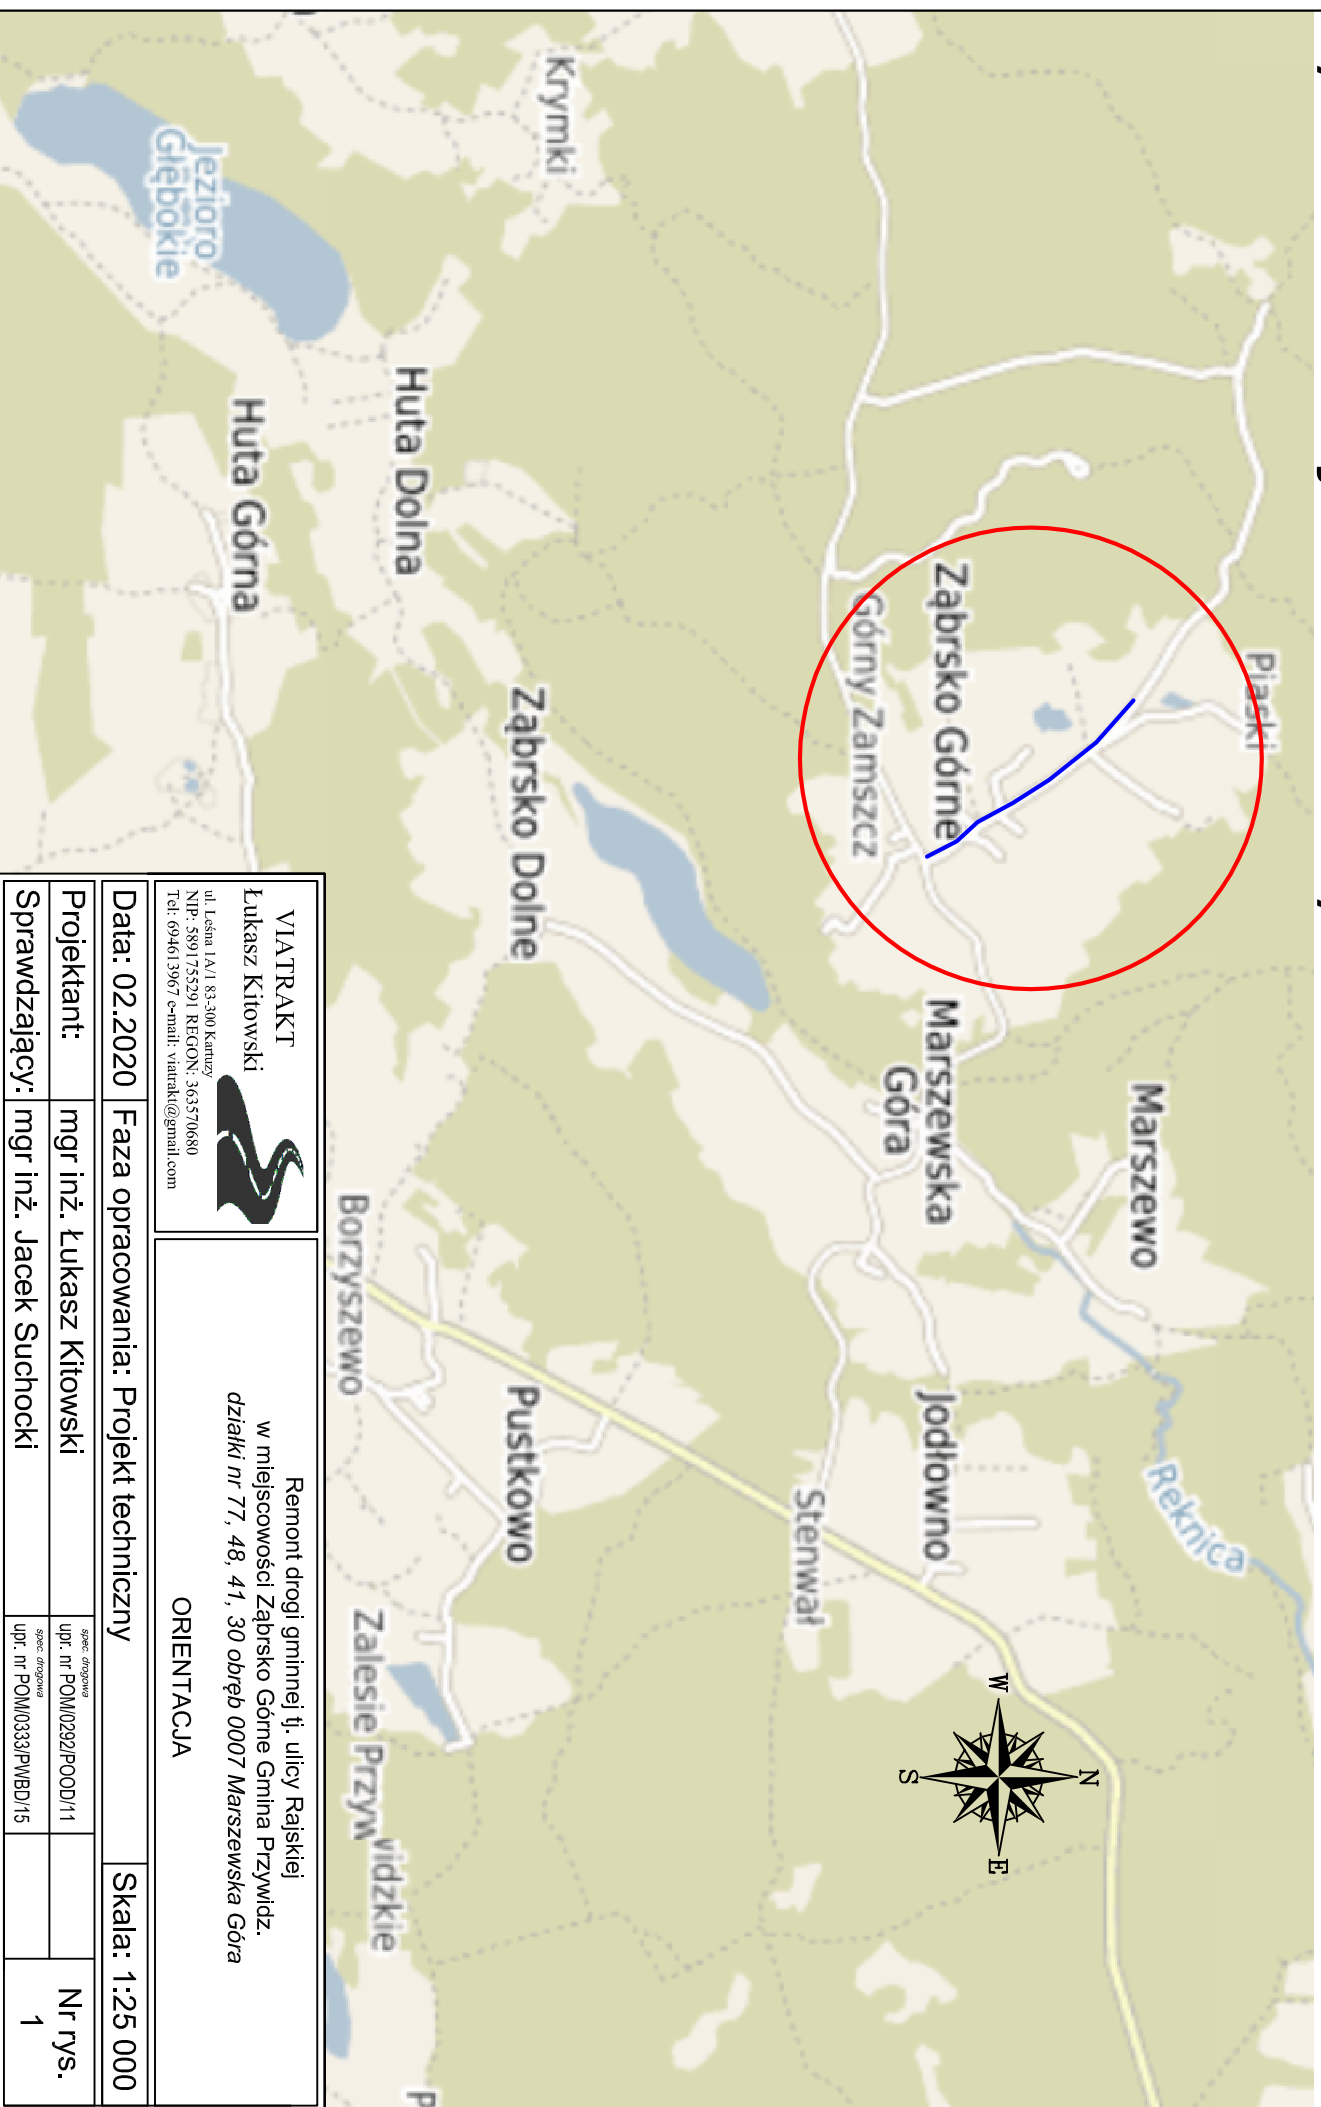 Piaski
Ząbrsko Górne
Górny Zamszcz
Marszewo
Marszewska
Góra
Reknica
Jodłowno
Stenwał
Krymki
Jezioro
Głębokie
Huta Dolna
Huta Górna
Ząbrsko Dolne
Pustkowo
Borzyszewo
Zalesie Przywidzkie
P
N
W
E
S
VIATRAKT
Łukasz Kitowski
ul. Leśna 1A/1 83-300 Kartuzy
NIP: 5891755291 REGON: 363570680
Tel: 694613967 e-mail: viatrakt@gmail.com
Remont drogi gminnej tj. ulicy Rajskiej
w miejscowości Ząbrsko Górne Gmina Przywidz.
działki nr 77, 48, 41, 30 obręb 0007 Marszewska Góra
ORIENTACJA
Data: 02.2020 Faza opracowania: Projekt techniczny Skala: 1:25 000
Projektant: mgr inż. Łukasz Kitowski
spec. drogowa
upr. nr POM/0292/POOD/11
Sprawdzający: mgr inż. Jacek Suchocki
spec. drogowa
upr. nr POM/0333/PWBD/15
Nr rys.
1